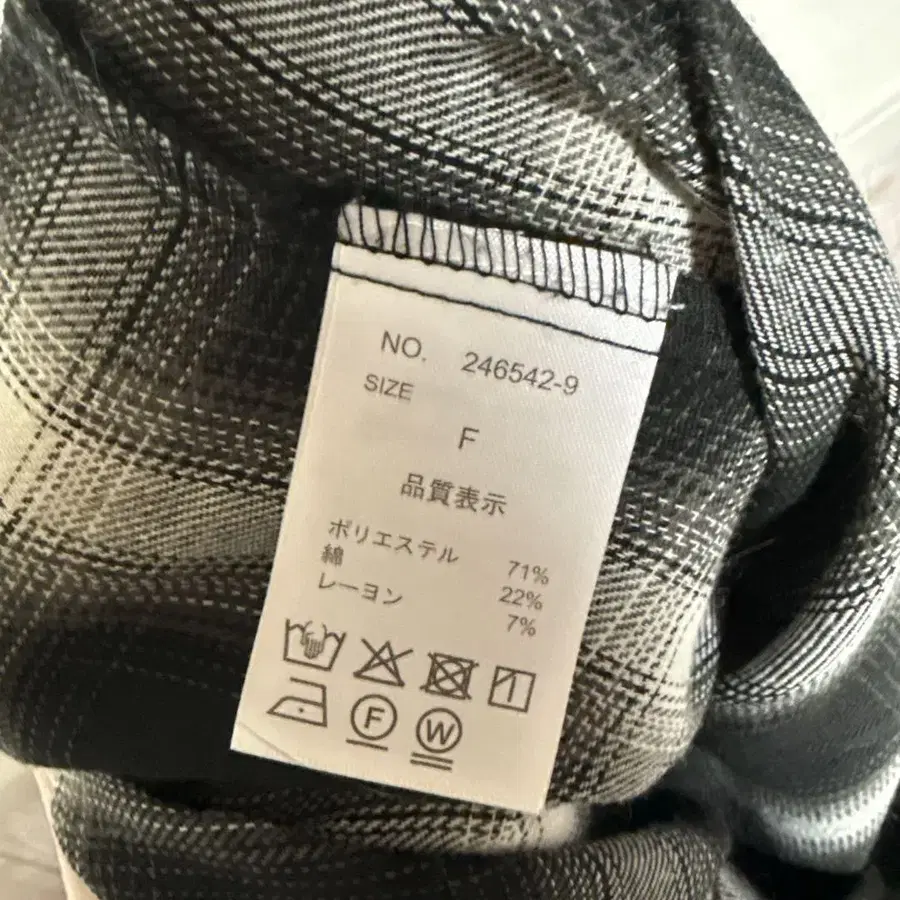 NO. 246542-9
SIZE
F
品質表示
ポリエステル 71%
綿 22%
レーヨン 7%
F W